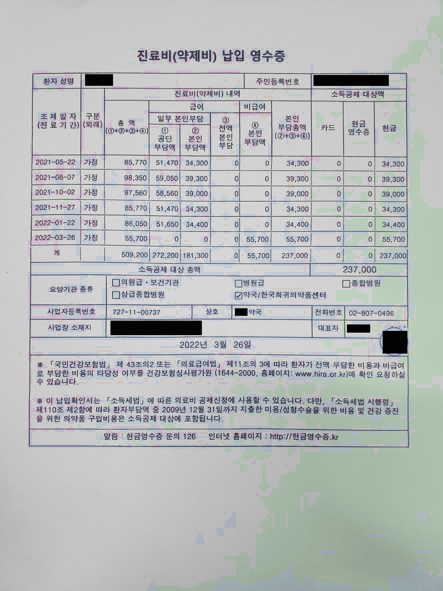 진료비(약제비) 납입 영수증
환자 성명 주민등록번호
진료비(약제비) 내역 소득공제 대상액
조 제 일 자 (진 료 기 간) 구분 (외래) 총 액 (①+②+③+④) 급여 비급여 본인 부담총액 (②+③+④) 카드 현금 영수증 현금
일부 본인부담 ③ 전액 본인 부담 ④ 본인 부담액
① 공단 부담액 ② 본인 부담액
2021-05-22 가정 85,770 51,470 34,300 0 0 34,300 0 0 34,300
2021-08-07 가정 98,350 59,050 39,300 0 0 39,300 0 0 39,300
2021-10-02 가정 97,560 58,560 39,000 0 0 39,000 0 0 39,000
2021-11-27 가정 85,770 51,470 34,300 0 0 34,300 0 0 34,300
2022-01-22 가정 86,050 51,650 34,400 0 0 34,400 0 0 34,400
2022-03-26 가정 55,700 0 0 0 55,700 55,700 0 0 55,700
계 509,200 272,200 181,300 0 55,700 237,000 0 0 237,000
소득공제 대상 총액 237,000
요양기관 종류 □의원급·보건기관 □병원급 □종합병원
□상급종합병원 ☑약국/한국희귀의약품센터
사업자등록번호 727-11-00737 상호 약국 전화번호 02-807-0496
사업장 소재지 대표자
2022년 3월 26일
※ 「국민건강보험법」 제 43조의2 또는 「의료급여법」 제11조의 3에 따라 환자가 전액 부담한 비용과 비급여
로 부담한 비용의 타당성 여부를 건강보험심사평가원 (1644-2000, 홈페이지: www.hira.or.kr)에 확인 요청하실
수 있습니다.
※ 이 납입확인서는 「소득세법」에 따른 의료비 공제신청에 사용할 수 있습니다. 다만, 「소득세법 시행령」
제110조 제2항에 따라 환자부담액 중 2009년 12월 31일까지 지출한 미용/성형수술을 위한 비용 및 건강 증진
을 위한 의약품 구입비용은 소득공제 대상에 포함됩니다.
알림 : 현금영수증 문의 126 인터넷 홈페이지 : http://현금영수증.kr